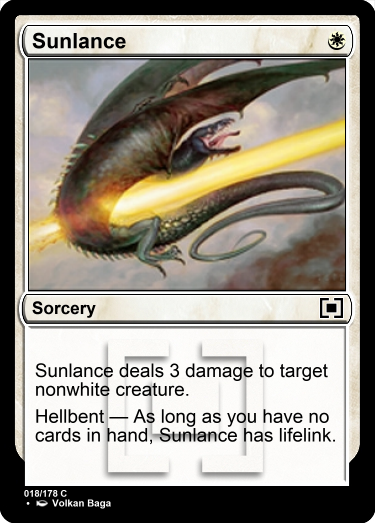 Sunlance
Sorcery
Sunlance deals 3 damage to target
nonwhite creature.
Hellbent — As long as you have no
cards in hand, Sunlance has lifelink.
018/178 C
• Volkan Baga